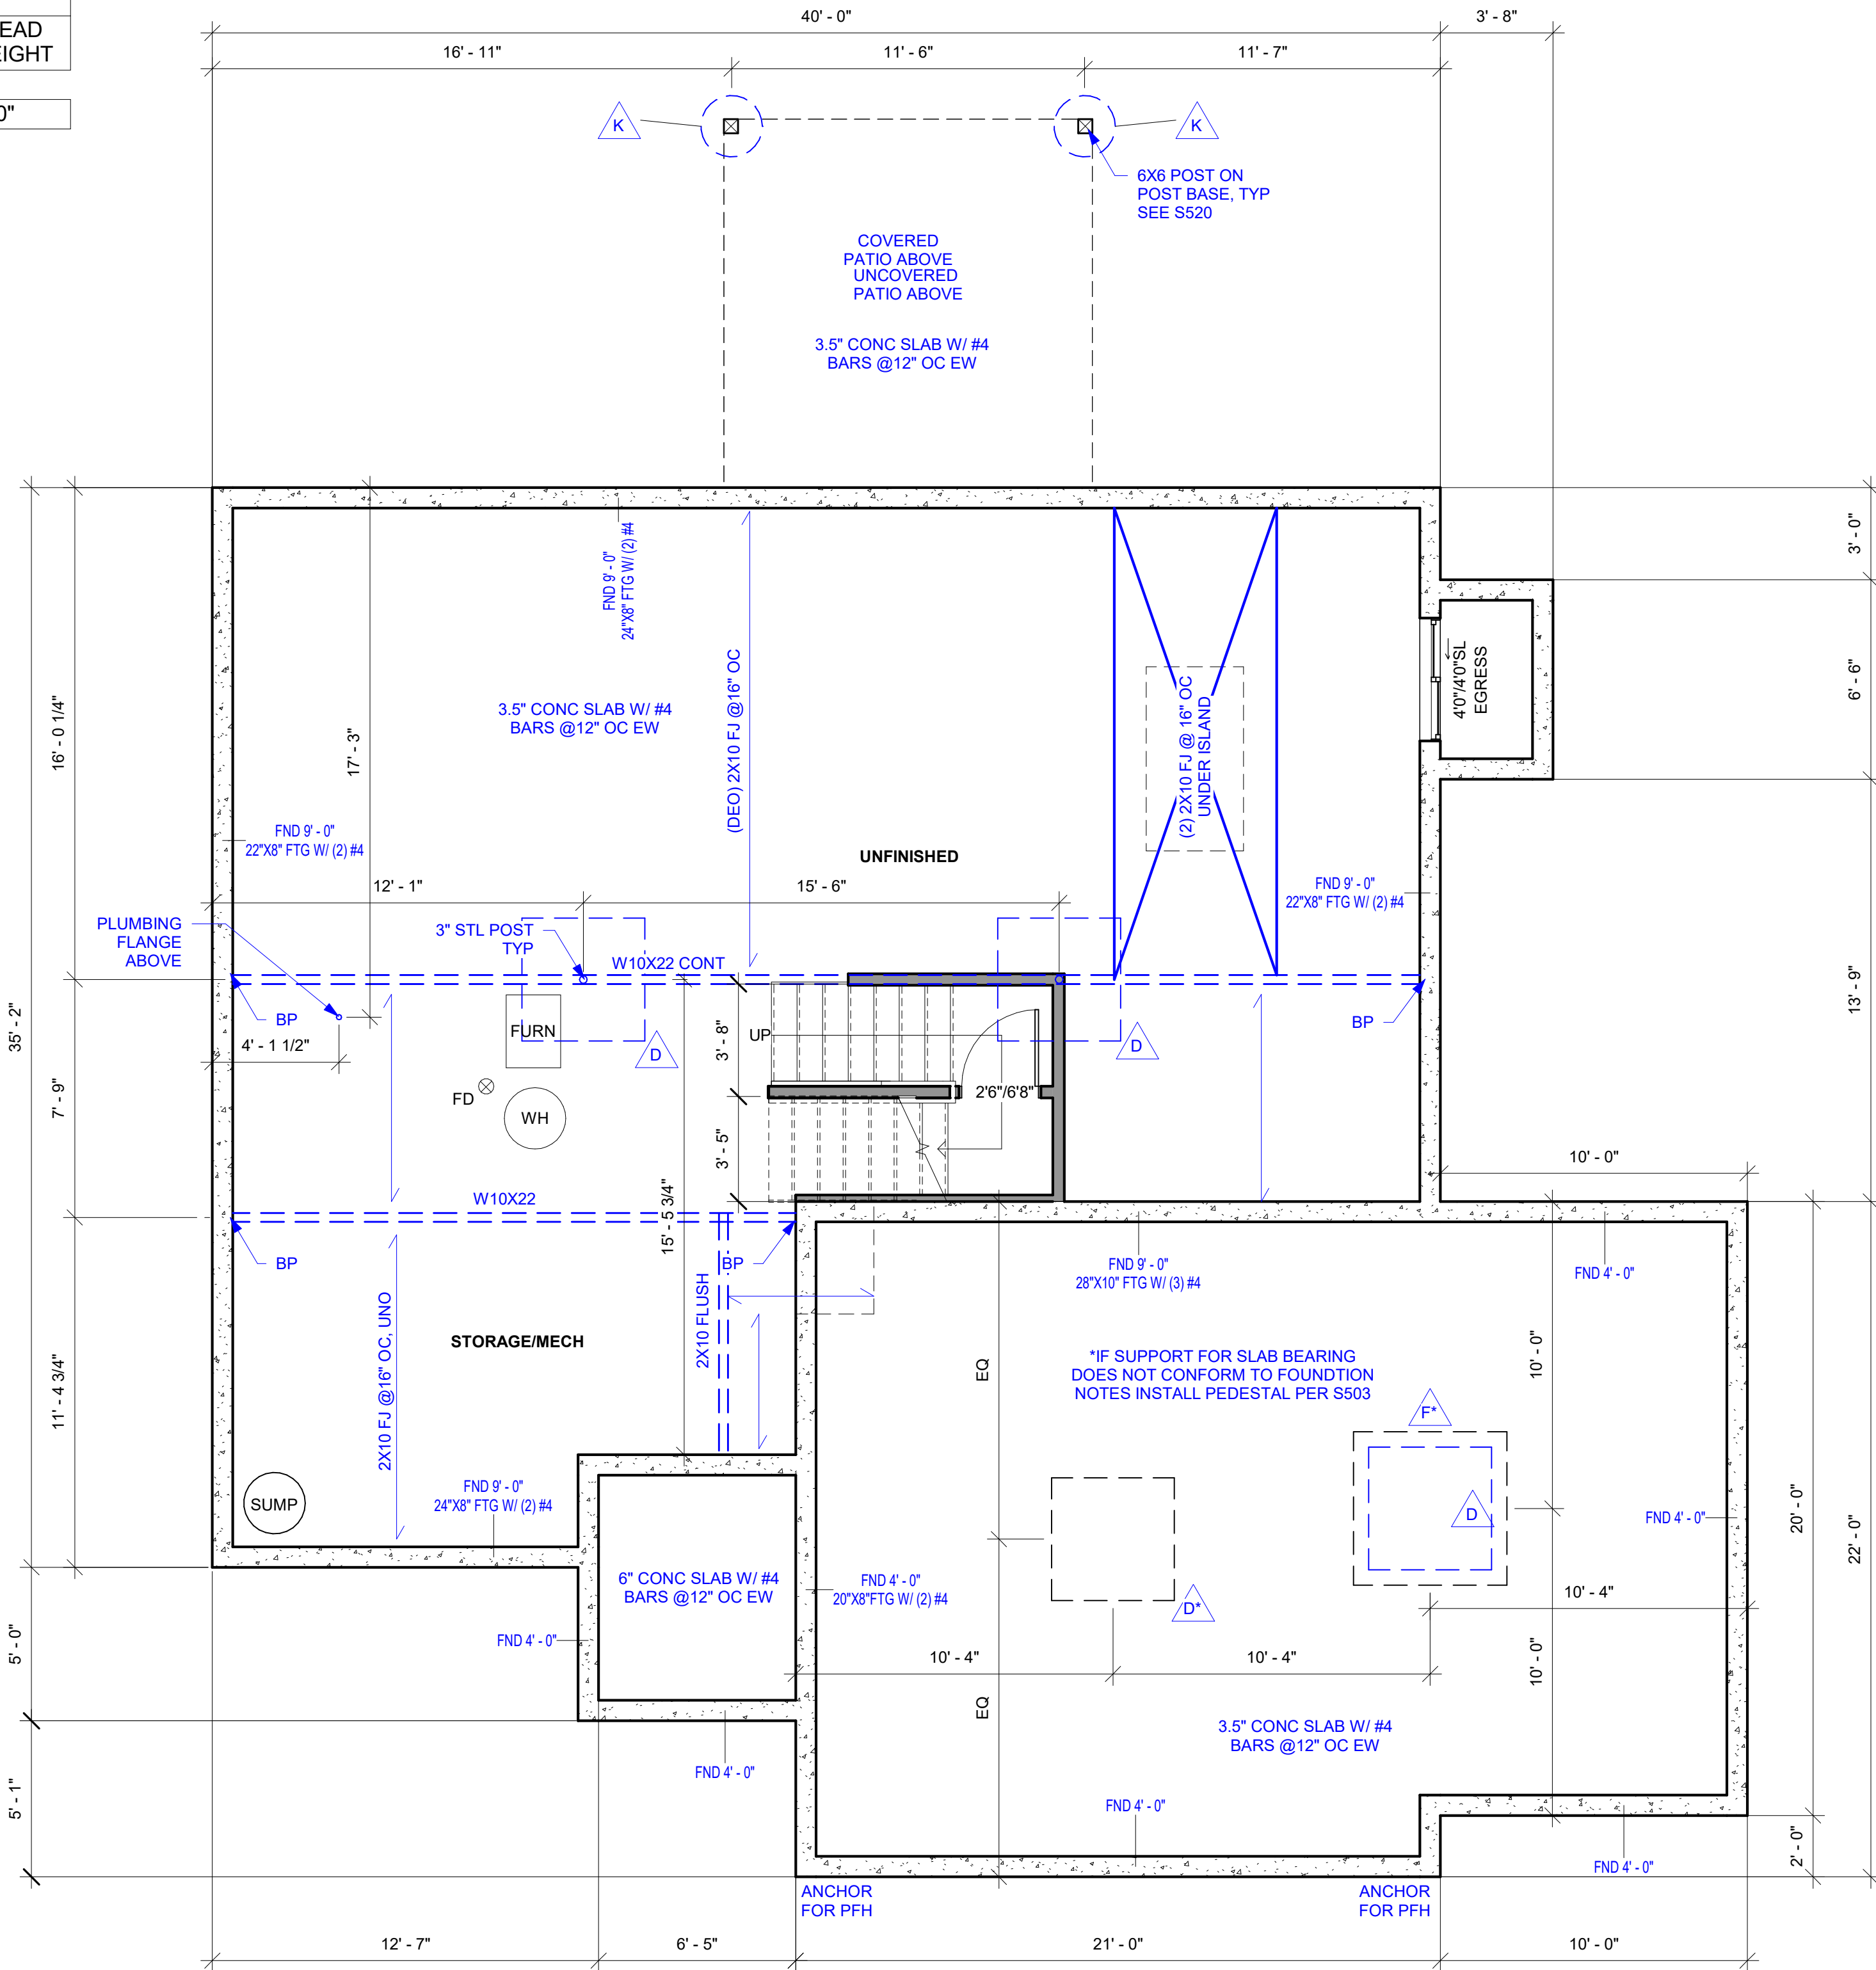 EAD
EIGHT
0"
40' - 0"
3' - 8"
16' - 11"
11' - 6"
11' - 7"
K
K
6X6 POST ON
POST BASE, TYP
SEE S520
COVERED
PATIO ABOVE
UNCOVERED
PATIO ABOVE
3.5" CONC SLAB W/ #4
BARS @12" OC EW
3' - 0"
FND 9' - 0"
24"X8" FTG W/ (2) #4
(DEO) 2X10 FJ @16" OC
(2) 2X10 FJ @ 16" OC
UNDER ISLAND
4'0"/4'0"SL
EGRESS
6' - 6"
16' - 0 1/4"
17' - 3"
3.5" CONC SLAB W/ #4
BARS @12" OC EW
FND 9' - 0"
22"X8" FTG W/ (2) #4
UNFINISHED
12' - 1"
15' - 6"
FND 9' - 0"
22"X8" FTG W/ (2) #4
PLUMBING
FLANGE
ABOVE
3" STL POST
TYP
W10X22 CONT
13' - 9"
35' - 2"
BP
BP
4' - 1 1/2"
FURN
D
UP
3' - 8"
D
FD
WH
2'6"/6'8"
7' - 9"
3' - 5"
10' - 0"
W10X22
15' - 5 3/4"
BP
BP
FND 9' - 0"
28"X10" FTG W/ (3) #4
FND 4' - 0"
2X10 FLUSH
2X10 FJ @16" OC, UNO
STORAGE/MECH
EQ
*IF SUPPORT FOR SLAB BEARING
DOES NOT CONFORM TO FOUNDTION
NOTES INSTALL PEDESTAL PER S503
10' - 0"
11' - 4 3/4"
F*
D
SUMP
FND 9' - 0"
24"X8" FTG W/ (2) #4
FND 4' - 0"
20' - 0"
22' - 0"
6" CONC SLAB W/ #4
BARS @12" OC EW
FND 4' - 0"
20"X8"FTG W/ (2) #4
D*
10' - 4"
FND 4' - 0"
5' - 0"
10' - 4"
10' - 4"
10' - 0"
EQ
3.5" CONC SLAB W/ #4
BARS @12" OC EW
FND 4' - 0"
5' - 1"
FND 4' - 0"
2' - 0"
FND 4' - 0"
ANCHOR
FOR PFH
ANCHOR
FOR PFH
12' - 7"
6' - 5"
21' - 0"
10' - 0"